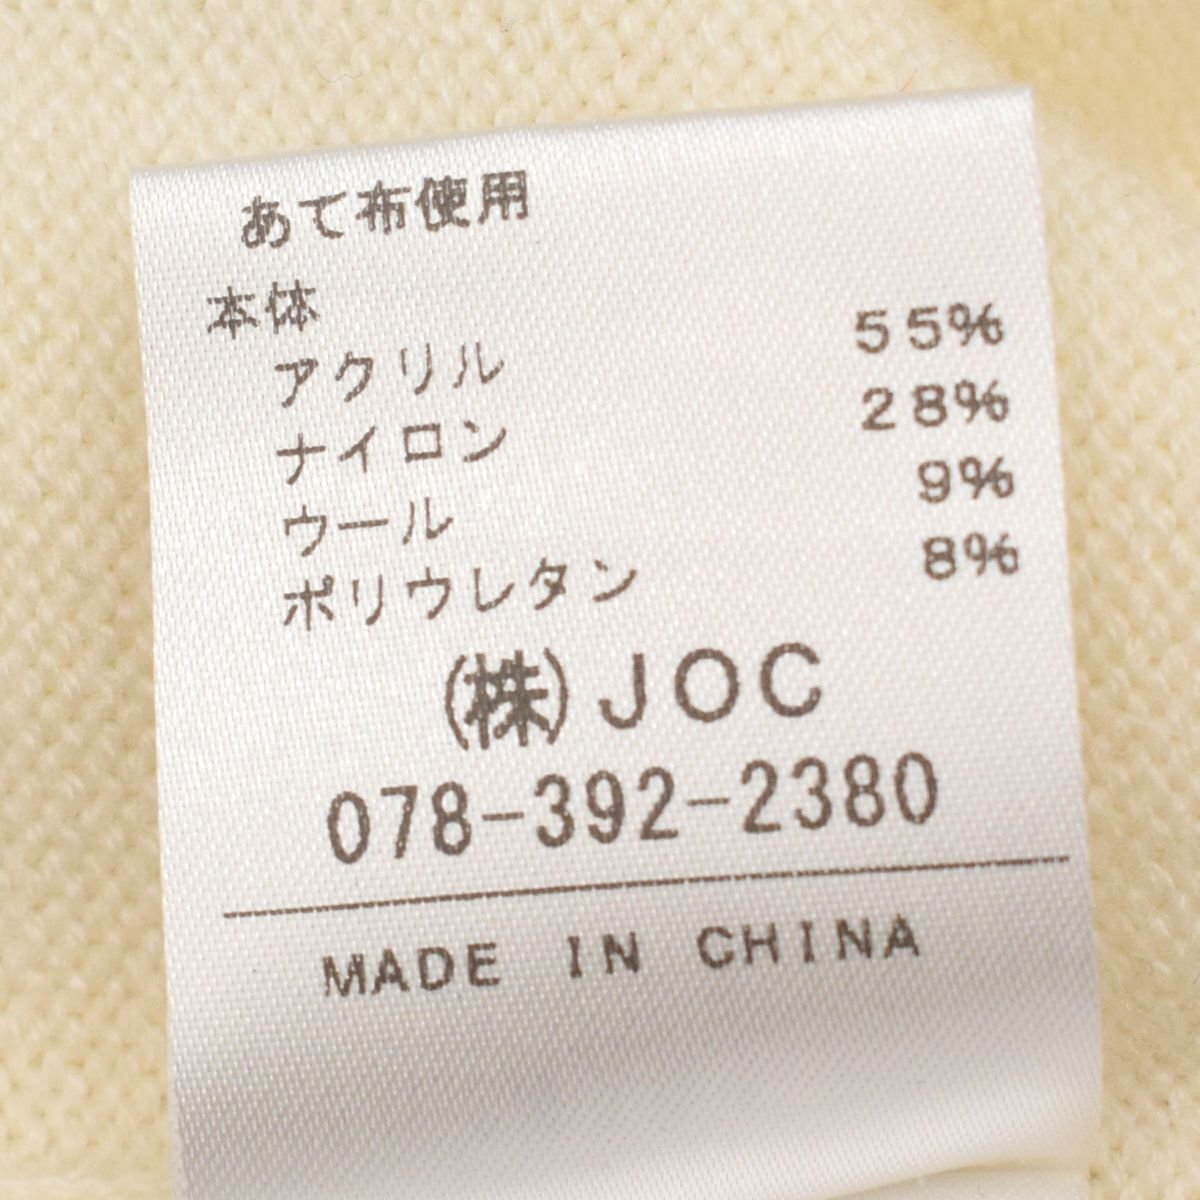 あて布使用
本体
アクリル 55%
ナイロン 28%
ウール 9%
ポリウレタン 8%
(株)JOC
078-392-2380
MADE IN CHINA